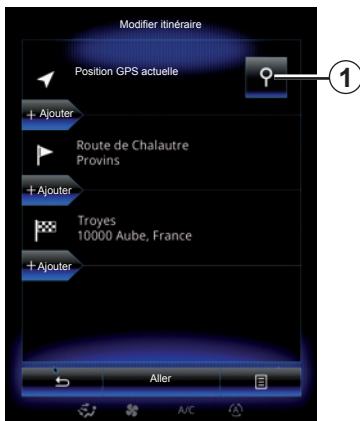 Modifier itinéraire
Position GPS actuelle
1
+ Ajouter
Route de Chalautre
Provins
+ Ajouter
Troyes
10000 Aube, France
+ Ajouter
Aller
A/C
A